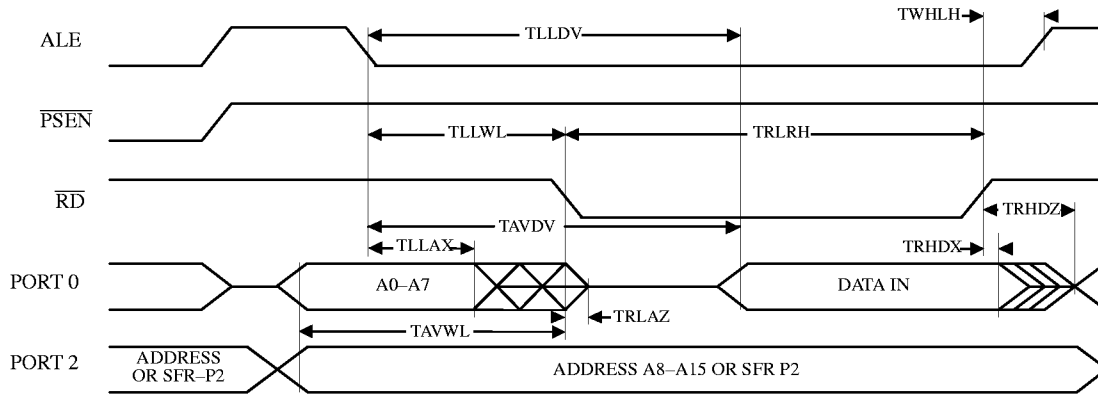 TWHLH
ALE
TLLDV
PSEN
TLLWL
TRLRH
RD
TAVDV
TRHDZ
TLLAX
TRHDX
PORT 0
A0–A7
DATA IN
TRLAZ
TAVWL
PORT 2
ADDRESS
OR SFR–P2
ADDRESS A8–A15 OR SFR P2